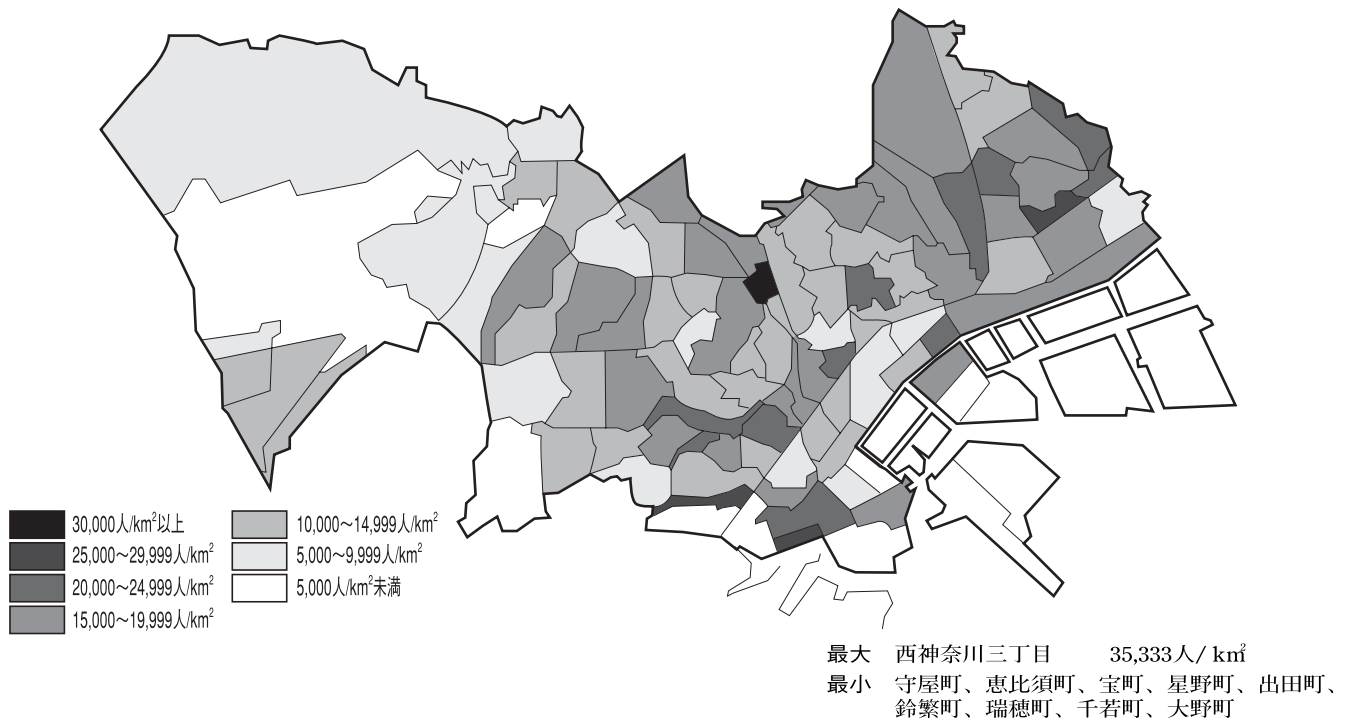 30,000人/km²以上
25,000～29,999人/km²
20,000～24,999人/km²
15,000～19,999人/km²
10,000～14,999人/km²
5,000～9,999人/km²
5,000人/km²未満
最大 西神奈川三丁目 35,333人/ k㎡
最小 守屋町、恵比須町、宝町、星野町、出田町、
鈴繁町、瑞穂町、千若町、大野町